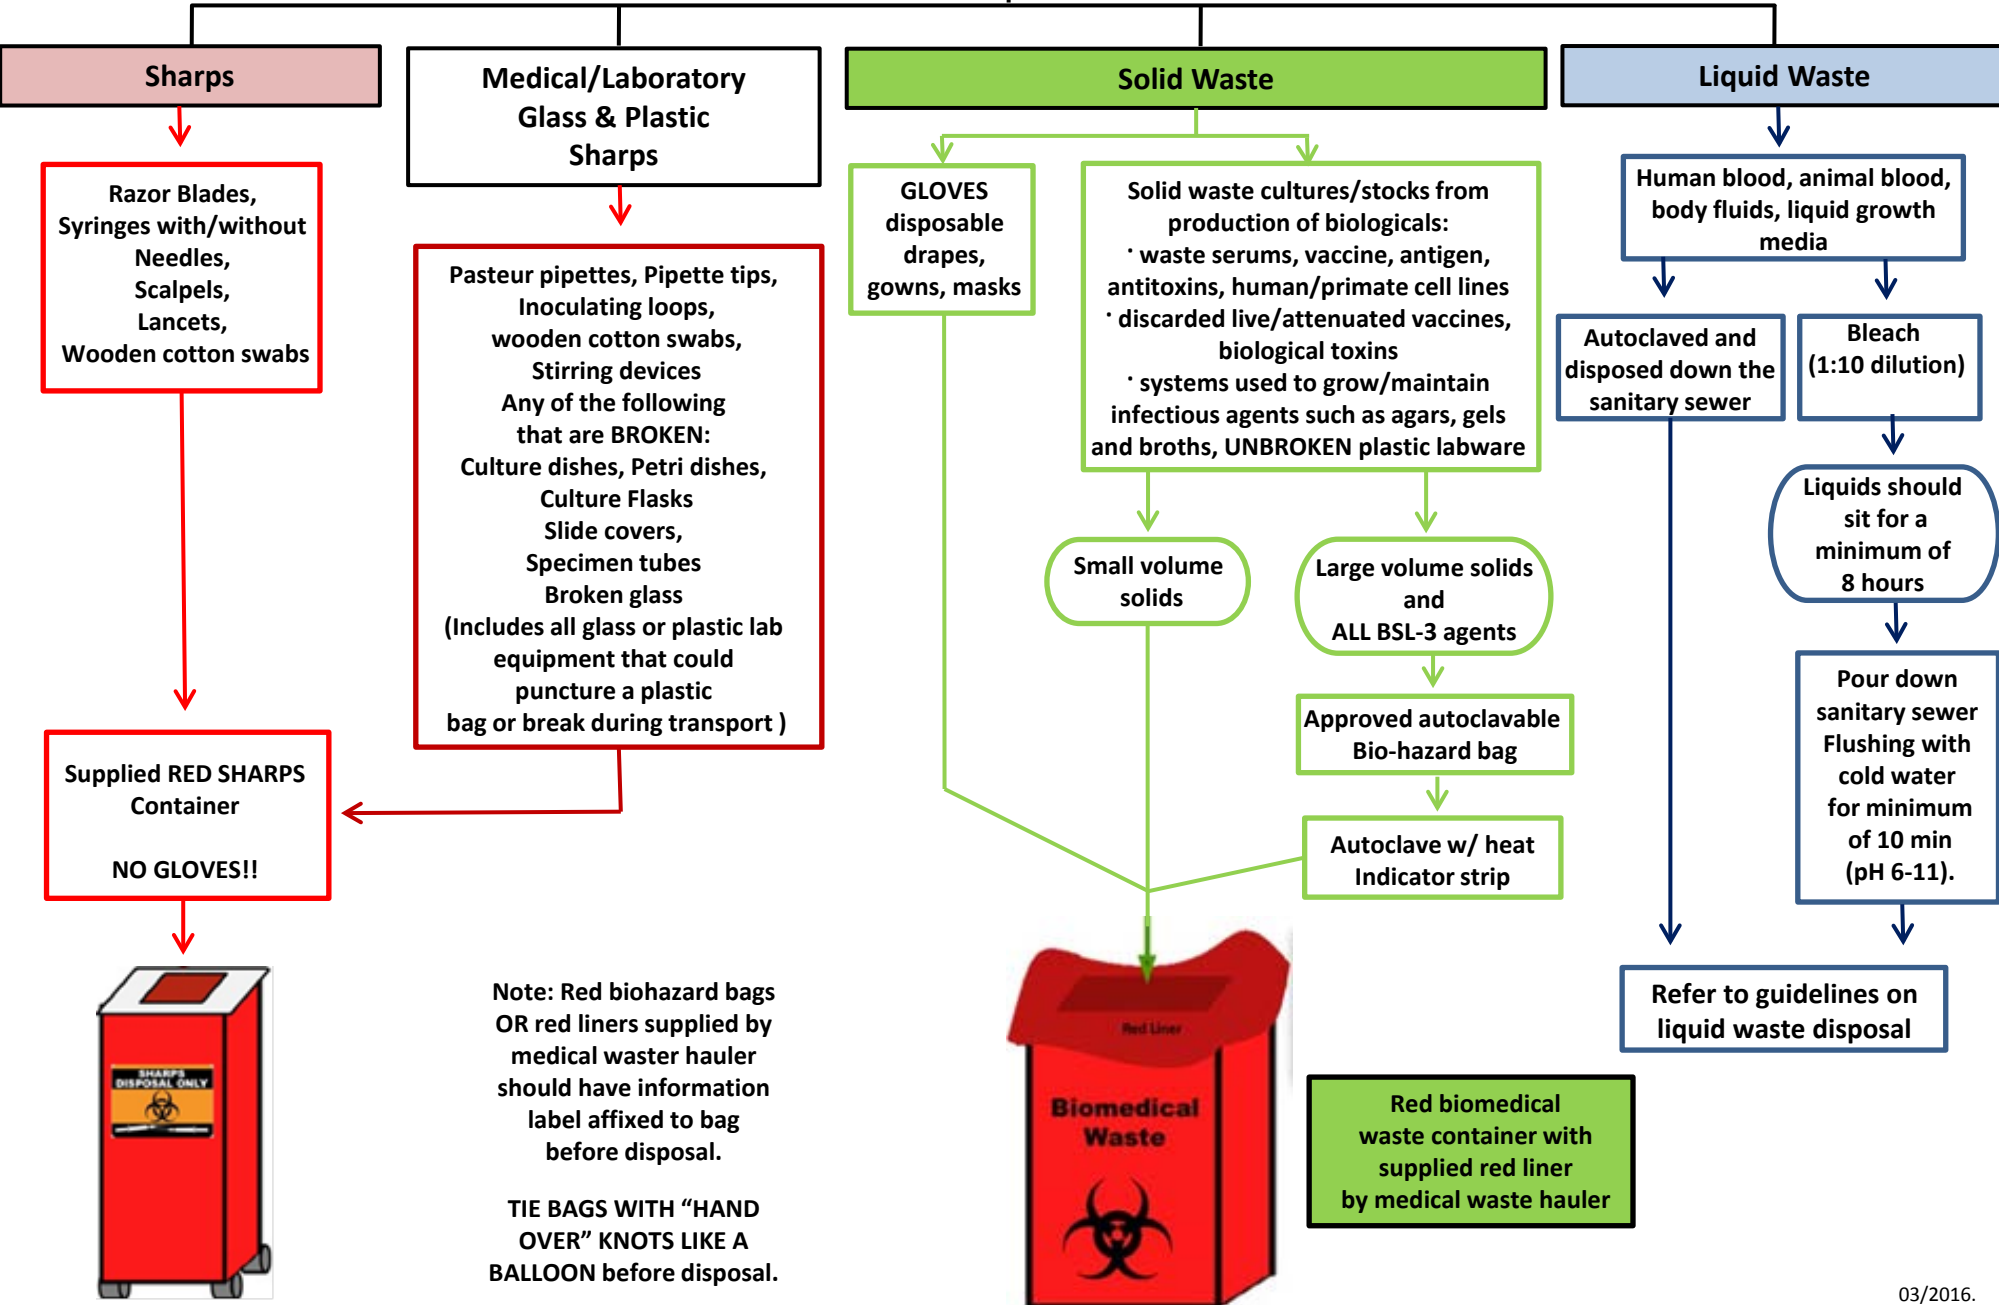 Sharps
Razor Blades,
Syringes with/without
Needles,
Scalpels,
Lancets,
Wooden cotton swabs
Supplied RED SHARPS
Container
NO GLOVES!!
SHARPS
DISPOSAL ONLY
Medical/Laboratory
Glass & Plastic
Sharps
Pasteur pipettes, Pipette tips,
Inoculating loops,
wooden cotton swabs,
Stirring devices
Any of the following
that are BROKEN:
Culture dishes, Petri dishes,
Culture Flasks
Slide covers,
Specimen tubes
Broken glass
(Includes all glass or plastic lab
equipment that could
puncture a plastic
bag or break during transport )
Note: Red biohazard bags
OR red liners supplied by
medical waster hauler
should have information
label affixed to bag
before disposal.
TIE BAGS WITH “HAND
OVER” KNOTS LIKE A
BALLOON before disposal.
Solid Waste
GLOVES
disposable
drapes,
gowns, masks
Solid waste cultures/stocks from
production of biologicals:
· waste serums, vaccine, antigen,
antitoxins, human/primate cell lines
· discarded live/attenuated vaccines,
biological toxins
· systems used to grow/maintain
infectious agents such as agars, gels
and broths, UNBROKEN plastic labware
Small volume
solids
Large volume solids
and
ALL BSL-3 agents
Approved autoclavable
Bio-hazard bag
Autoclave w/ heat
Indicator strip
Red Liner
Biomedical
Waste
Red biomedical
waste container with
supplied red liner
by medical waste hauler
Liquid Waste
Human blood, animal blood,
body fluids, liquid growth
media
Autoclaved and
disposed down the
sanitary sewer
Bleach
(1:10 dilution)
Liquids should
sit for a
minimum of
8 hours
Pour down
sanitary sewer
Flushing with
cold water
for minimum
of 10 min
(pH 6-11).
Refer to guidelines on
liquid waste disposal
03/2016.